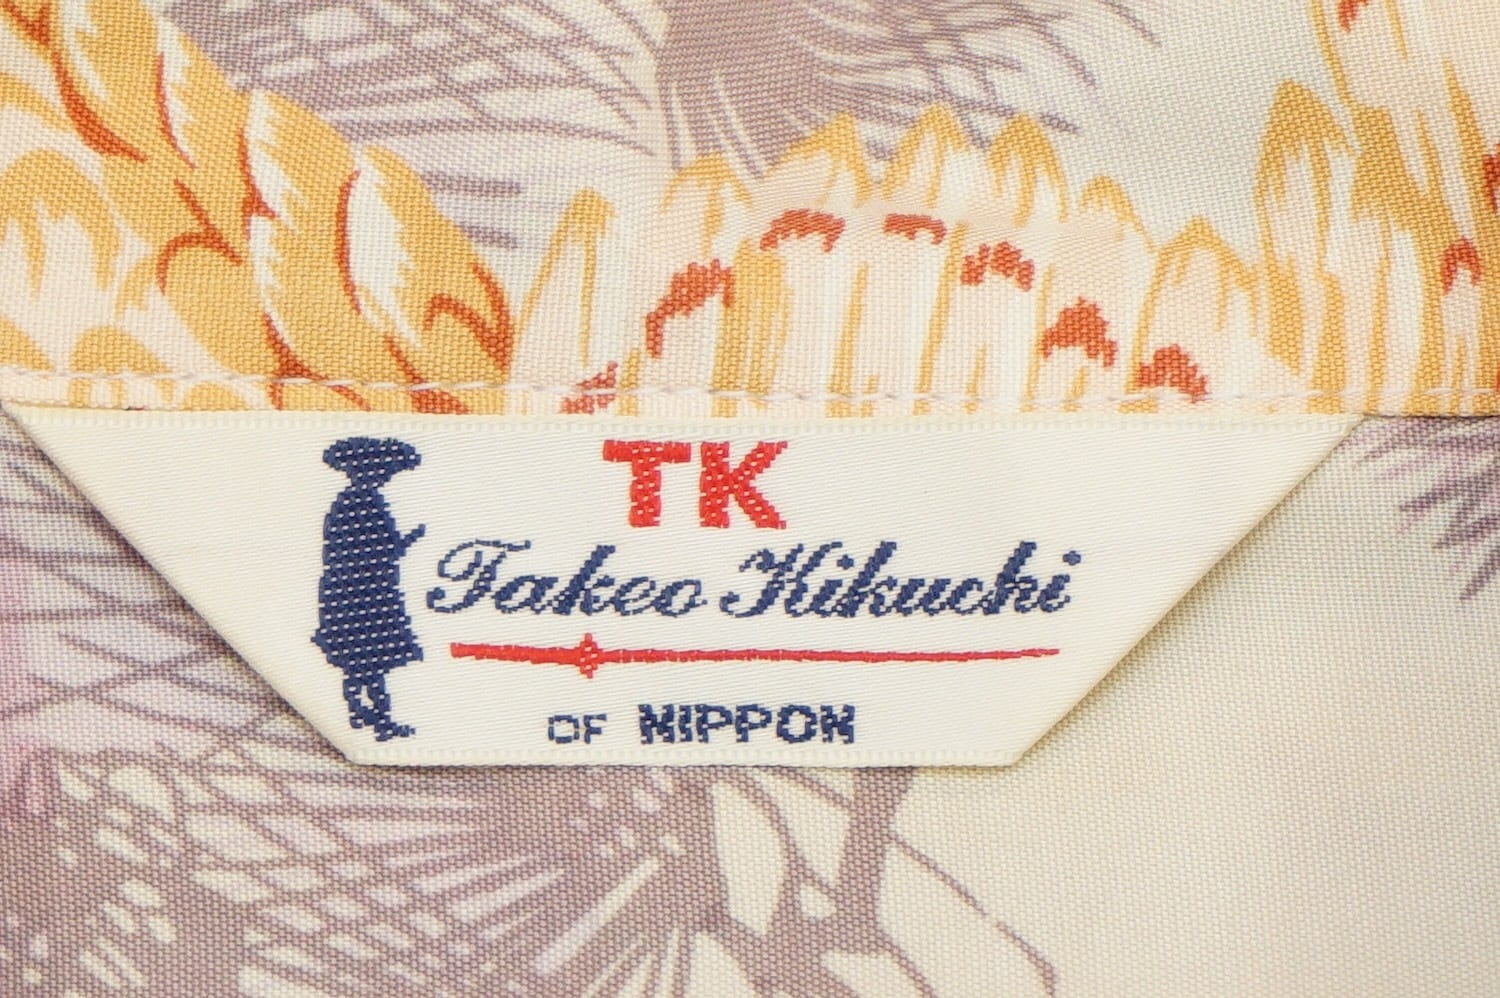 TK
Takeo Kikuchi
OF NIPPON